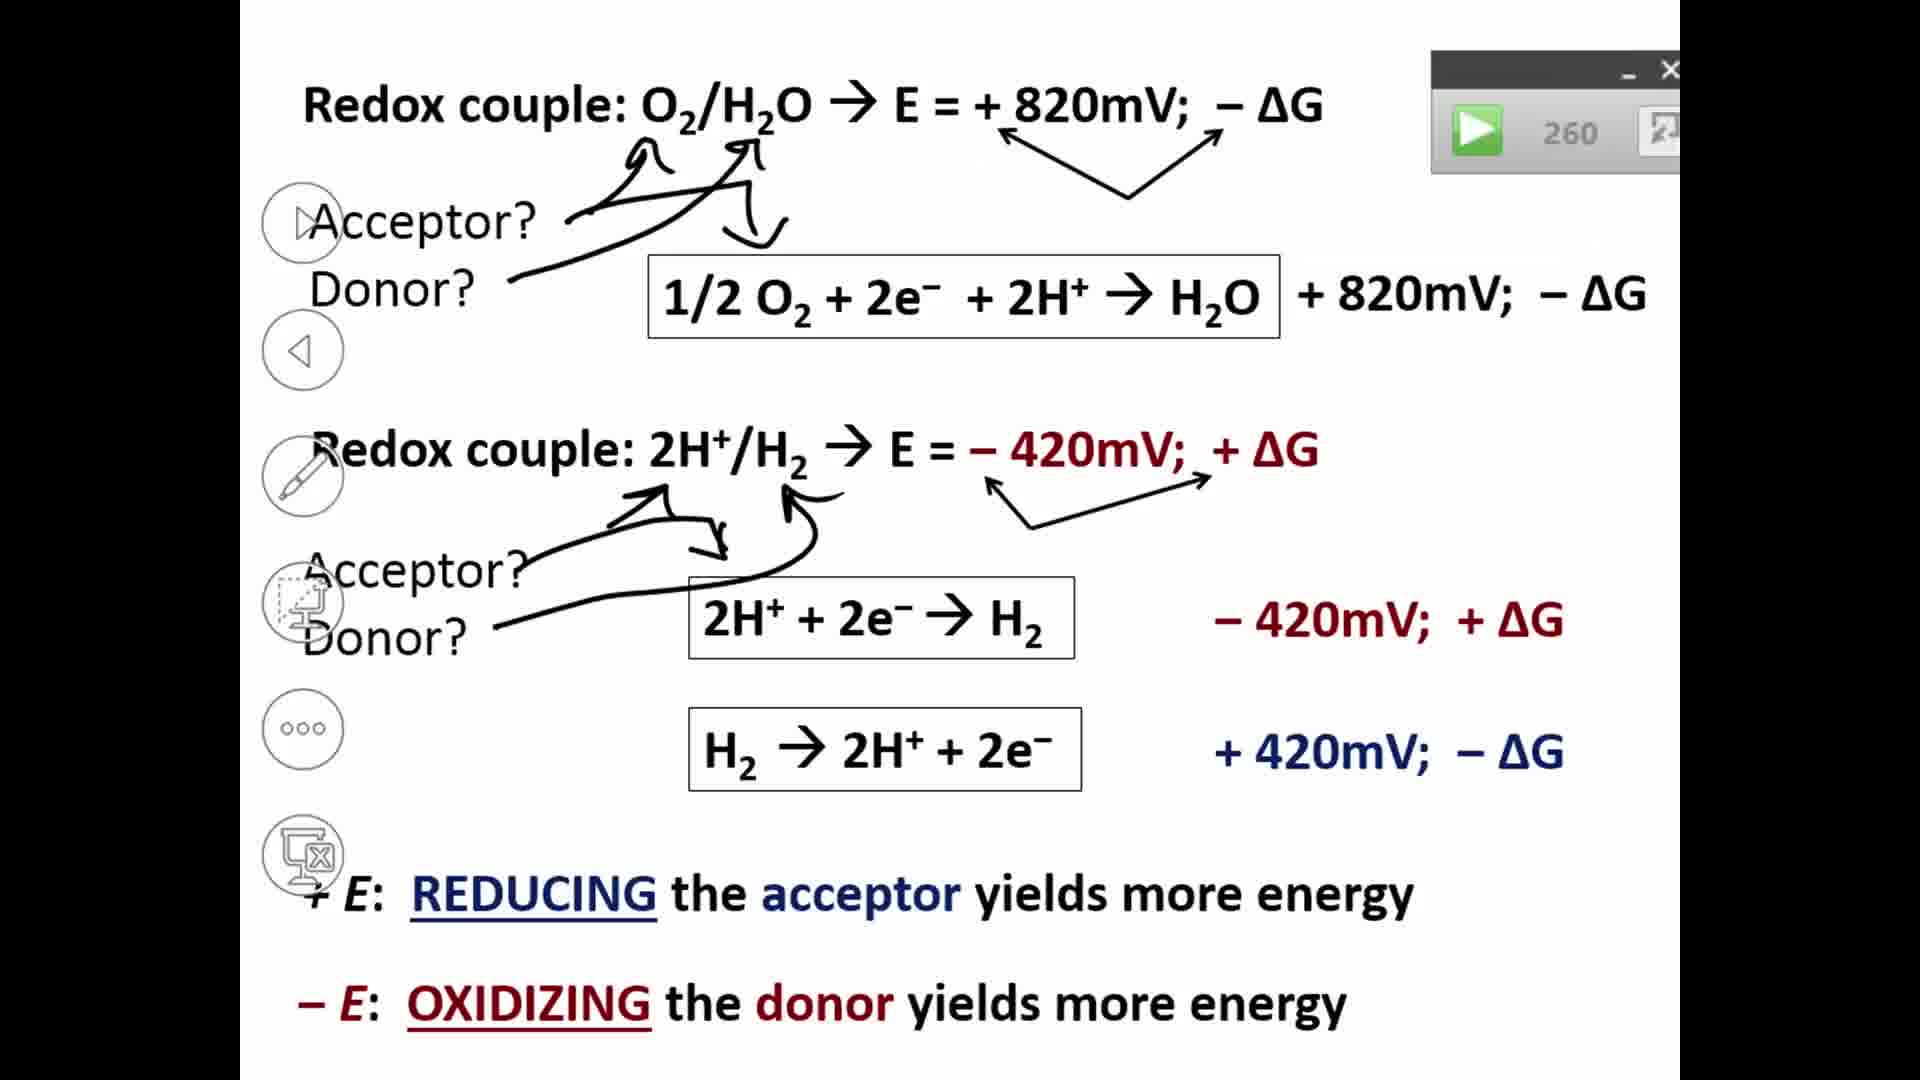 Redox couple: O₂/H₂O → E = + 820mV; – ΔG
260
Acceptor?
Donor?
1/2 O₂ + 2e⁻ + 2H⁺ → H₂O + 820mV; – ΔG
Redox couple: 2H⁺/H₂ → E = – 420mV; + ΔG
Acceptor?
Donor?
2H⁺ + 2e⁻ → H₂ – 420mV; + ΔG
H₂ → 2H⁺ + 2e⁻ + 420mV; – ΔG
+ E: REDUCING the acceptor yields more energy
– E: OXIDIZING the donor yields more energy